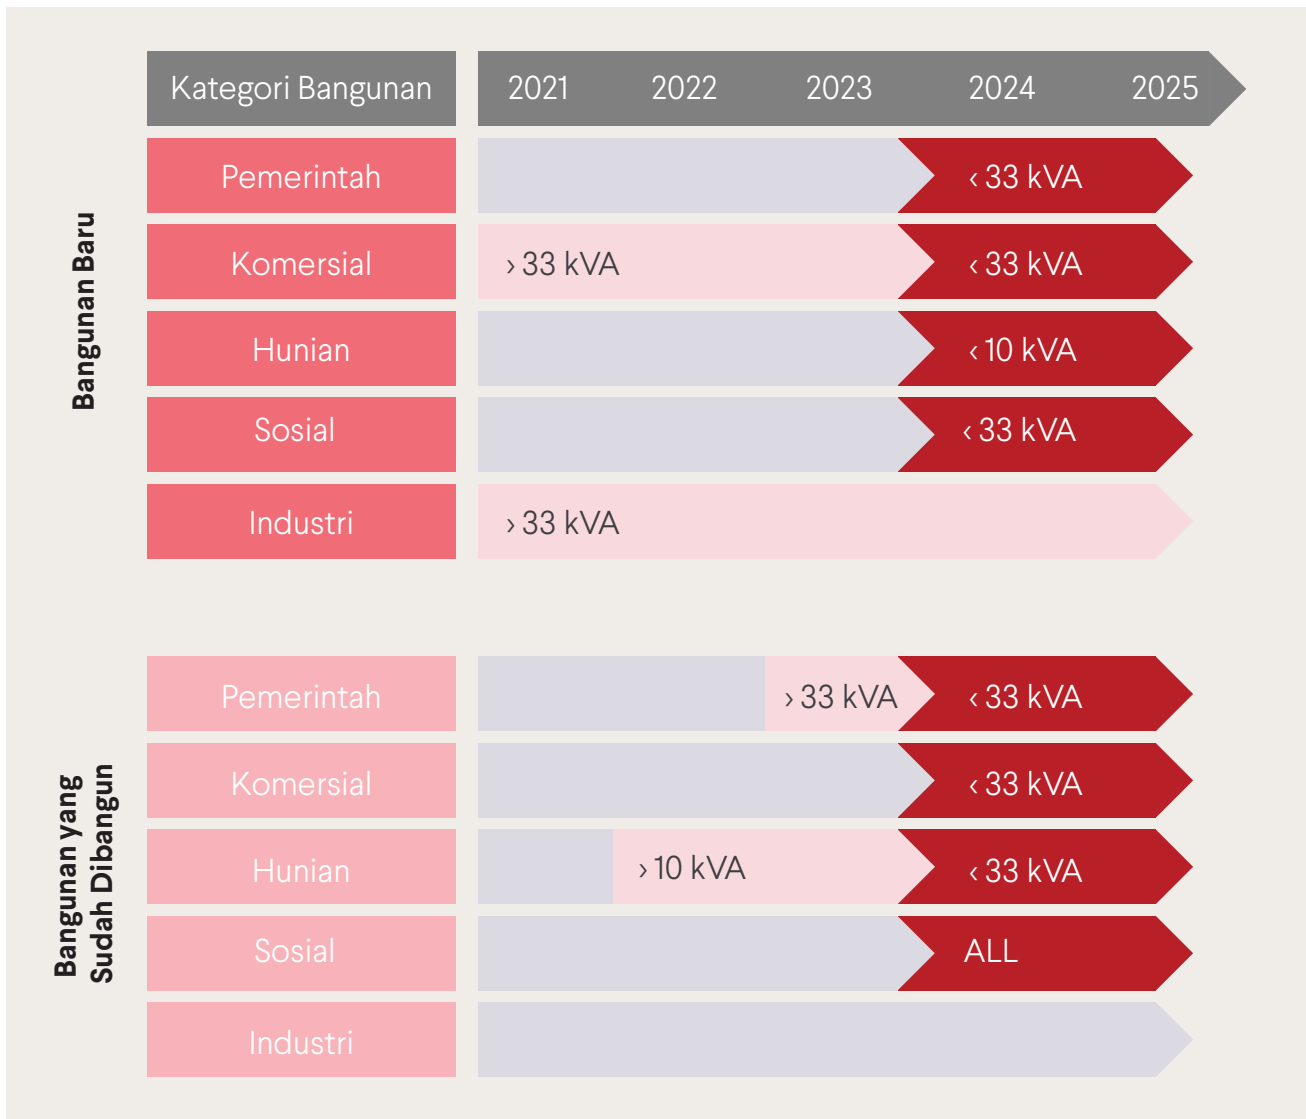 Kategori Bangunan 2021 2022 2023 2024 2025
Bangunan Baru
Pemerintah ‹ 33 kVA
Komersial › 33 kVA ‹ 33 kVA
Hunian ‹ 10 kVA
Sosial ‹ 33 kVA
Industri › 33 kVA
Bangunan yang
Sudah Dibangun
Pemerintah › 33 kVA ‹ 33 kVA
Komersial ‹ 33 kVA
Hunian › 10 kVA ‹ 33 kVA
Sosial ALL
Industri